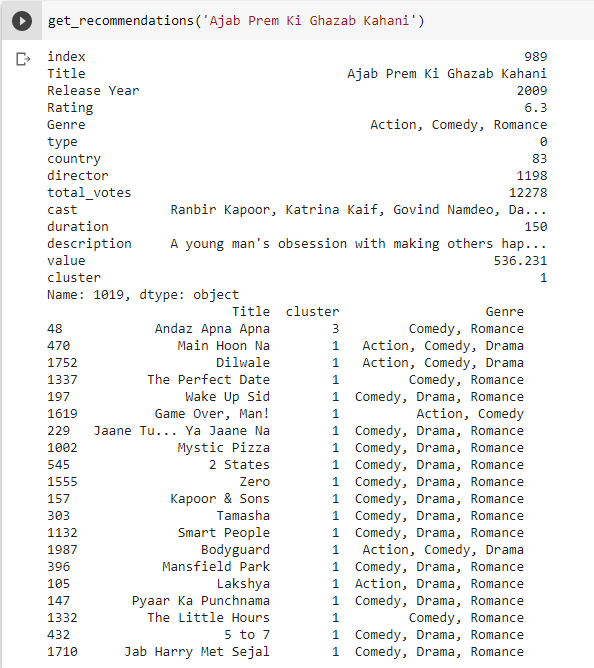 get_recommendations('Ajab Prem Ki Ghazab Kahani')
index 989
Title Ajab Prem Ki Ghazab Kahani
Release Year 2009
Rating 6.3
Genre Action, Comedy, Romance
type 0
country 83
director 1198
total_votes 12278
cast Ranbir Kapoor, Katrina Kaif, Govind Namdeo, Da...
duration 150
description A young man's obsession with making others hap...
value 536.231
cluster 1
Name: 1019, dtype: object
Title cluster Genre
48 Andaz Apna Apna 3 Comedy, Romance
470 Main Hoon Na 1 Action, Comedy, Drama
1752 Dilwale 1 Action, Comedy, Drama
1337 The Perfect Date 1 Comedy, Romance
197 Wake Up Sid 1 Comedy, Drama, Romance
1619 Game Over, Man! 1 Action, Comedy
229 Jaane Tu... Ya Jaane Na 1 Comedy, Drama, Romance
1002 Mystic Pizza 1 Comedy, Drama, Romance
545 2 States 1 Comedy, Drama, Romance
1555 Zero 1 Comedy, Drama, Romance
157 Kapoor & Sons 1 Comedy, Drama, Romance
303 Tamasha 1 Comedy, Drama, Romance
1132 Smart People 1 Comedy, Drama, Romance
1987 Bodyguard 1 Action, Comedy, Drama
396 Mansfield Park 1 Comedy, Drama, Romance
105 Lakshya 1 Action, Drama, Romance
147 Pyaar Ka Punchnama 1 Comedy, Drama, Romance
1332 The Little Hours 1 Comedy, Romance
432 5 to 7 1 Comedy, Drama, Romance
1710 Jab Harry Met Sejal 1 Comedy, Drama, Romance